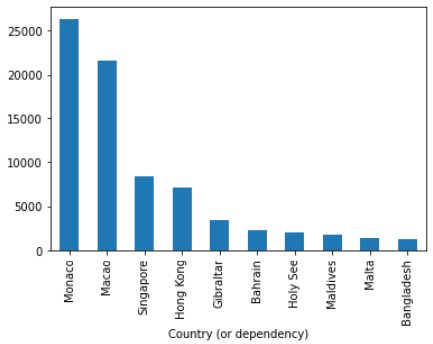 25000
20000
15000
10000
5000
0
Monaco
Macao
Singapore
Hong Kong
Gibraltar
Bahrain
Holy See
Maldives
Malta
Bangladesh
Country (or dependency)